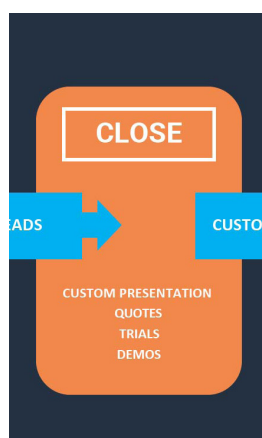 CLOSE
EADS
CUSTO
CUSTOM PRESENTATION
QUOTES
TRIALS
DEMOS